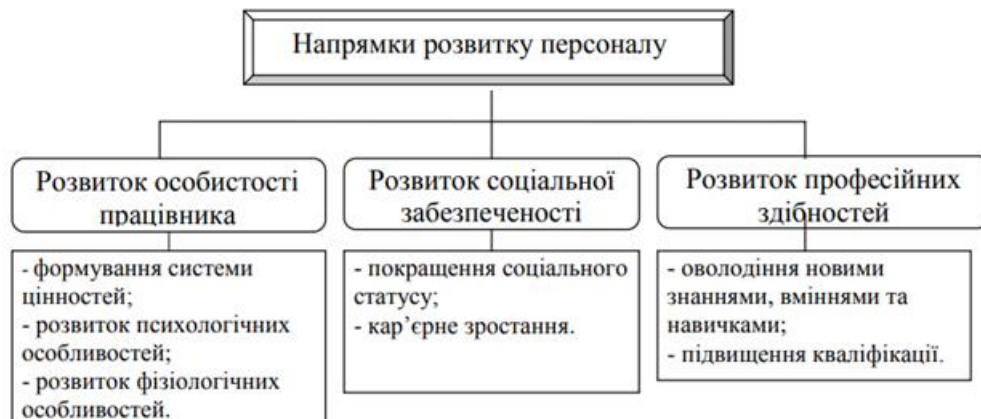 Напрямки розвитку персоналу
Розвиток особистості
працівника
- формування системи
цінностей;
- розвиток психологічних
особливостей;
- розвиток фізіологічних
особливостей.
Розвиток соціальної
забезпеченості
- покращення соціального
статусу;
- кар’єрне зростання.
Розвиток професійних
здібностей
- оволодіння новими
знаннями, вміннями та
навичками;
- підвищення кваліфікації.